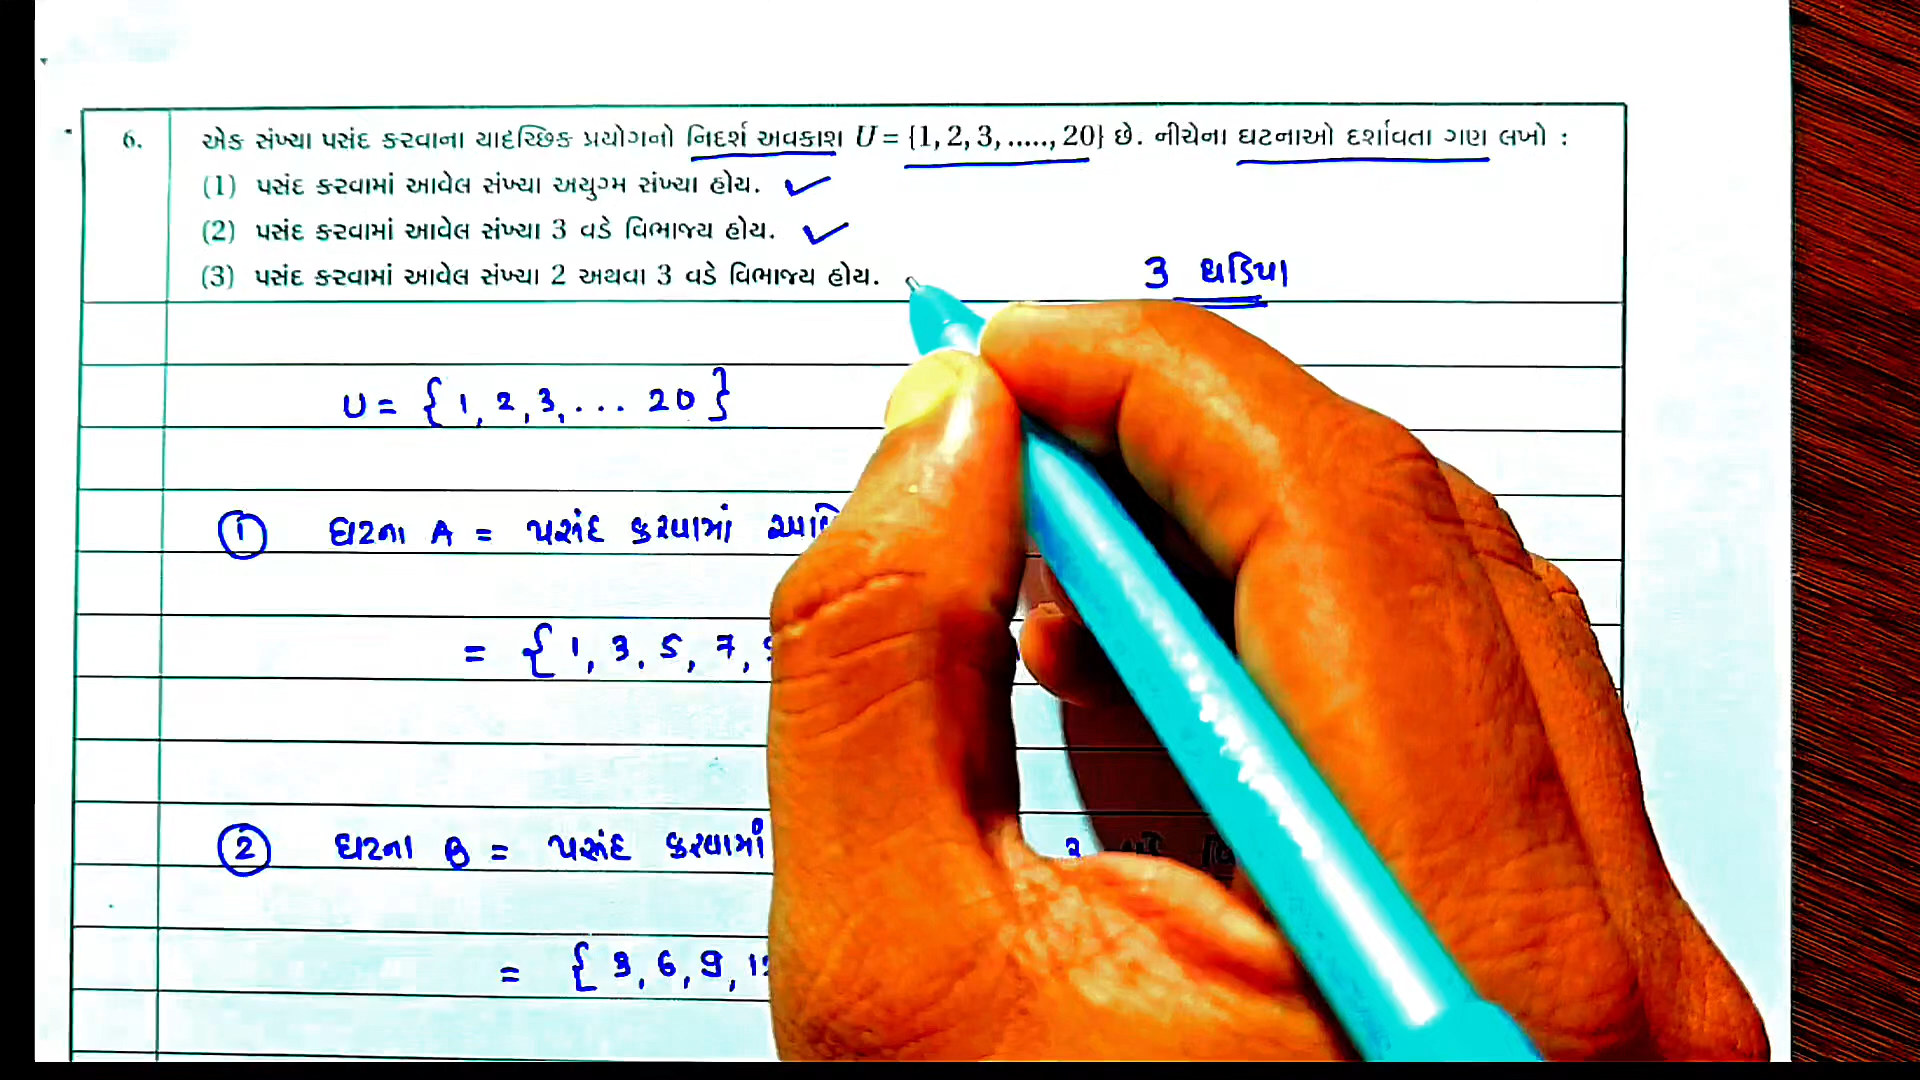 6. એક સંખ્યા પસંદ કરવાના યાદચ્છિક પ્રયોગનો નિદર્શ અવકાશ U = {1, 2, 3, ....., 20} છે. નીચેના ઘટનાઓ દર્શાવતા ગણ લખો :
(1) પસંદ કરવામાં આવેલ સંખ્યા અયુગ્મ સંખ્યા હોય.
(2) પસંદ કરવામાં આવેલ સંખ્યા 3 વડે વિભાજ્ય હોય.
(3) પસંદ કરવામાં આવેલ સંખ્યા 2 અથવા 3 વડે વિભાજ્ય હોય.
3 ઘડિયા
U = { 1, 2, 3, ... 20 }
① ઘટના A = પસંદ કરવામાં
= { 1, 3, 5, 7,
② ઘટના B = પસંદ કરવામાં 3
= { 3, 6, 9,